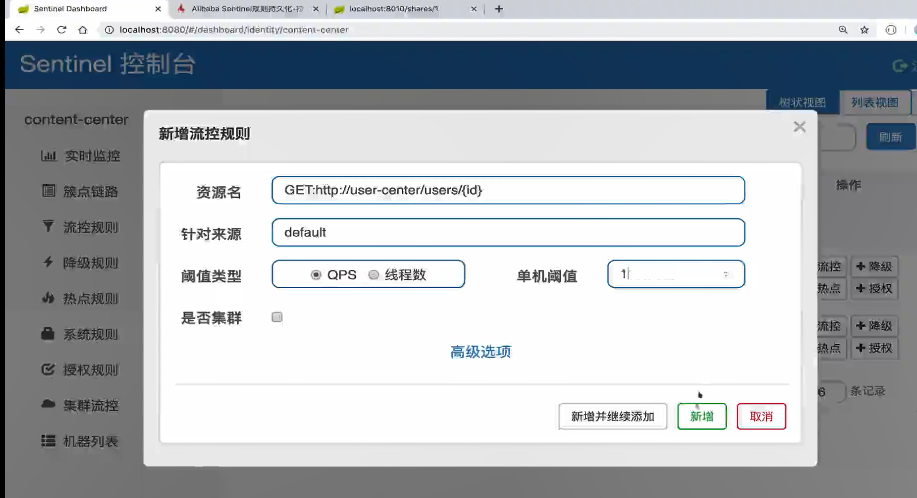 Sentinel Dashboard
Alibaba Sentinel规则持久化-拉
localhost:8010/shares/1
localhost:8080/#/dashboard/identity/content-center
Sentinel 控制台
树状视图
列表视图
content-center
新增流控规则
刷新
实时监控
资源名
GET:http://user-center/users/{id}
操作
簇点链路
流控规则
针对来源
default
降级规则
阈值类型
QPS
线程数
单机阈值
1
流控
降级
热点规则
热点
授权
是否集群
系统规则
流控
降级
高级选项
热点
授权
授权规则
6
条记录
集群流控
新增并继续添加
新增
取消
机器列表